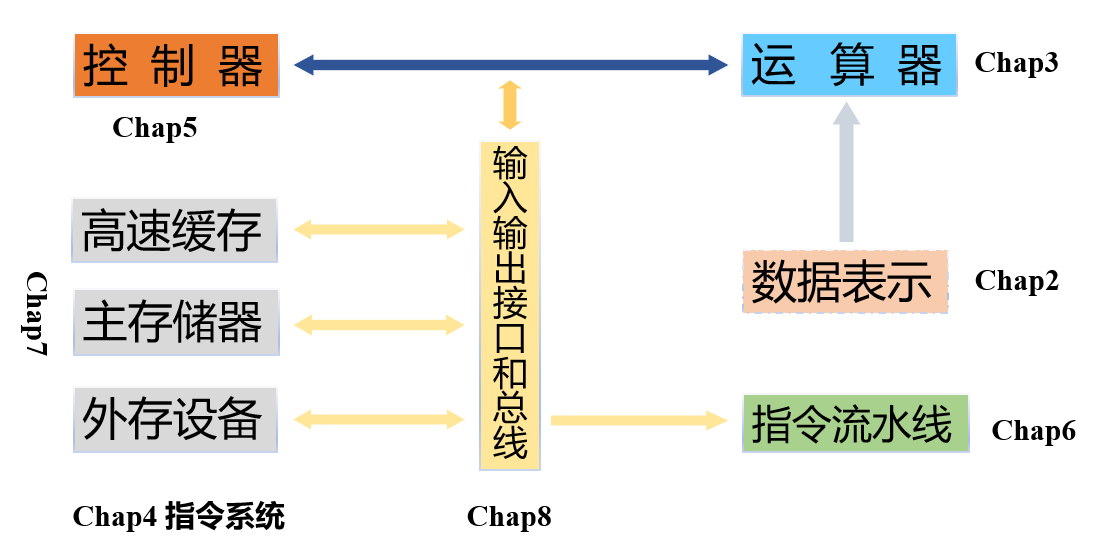 控 制 器
运 算 器
Chap3
Chap5
输入输出接口和总线
高速缓存
Chap7
主存储器
外存设备
数据表示
Chap2
指令流水线
Chap6
Chap4 指令系统
Chap8